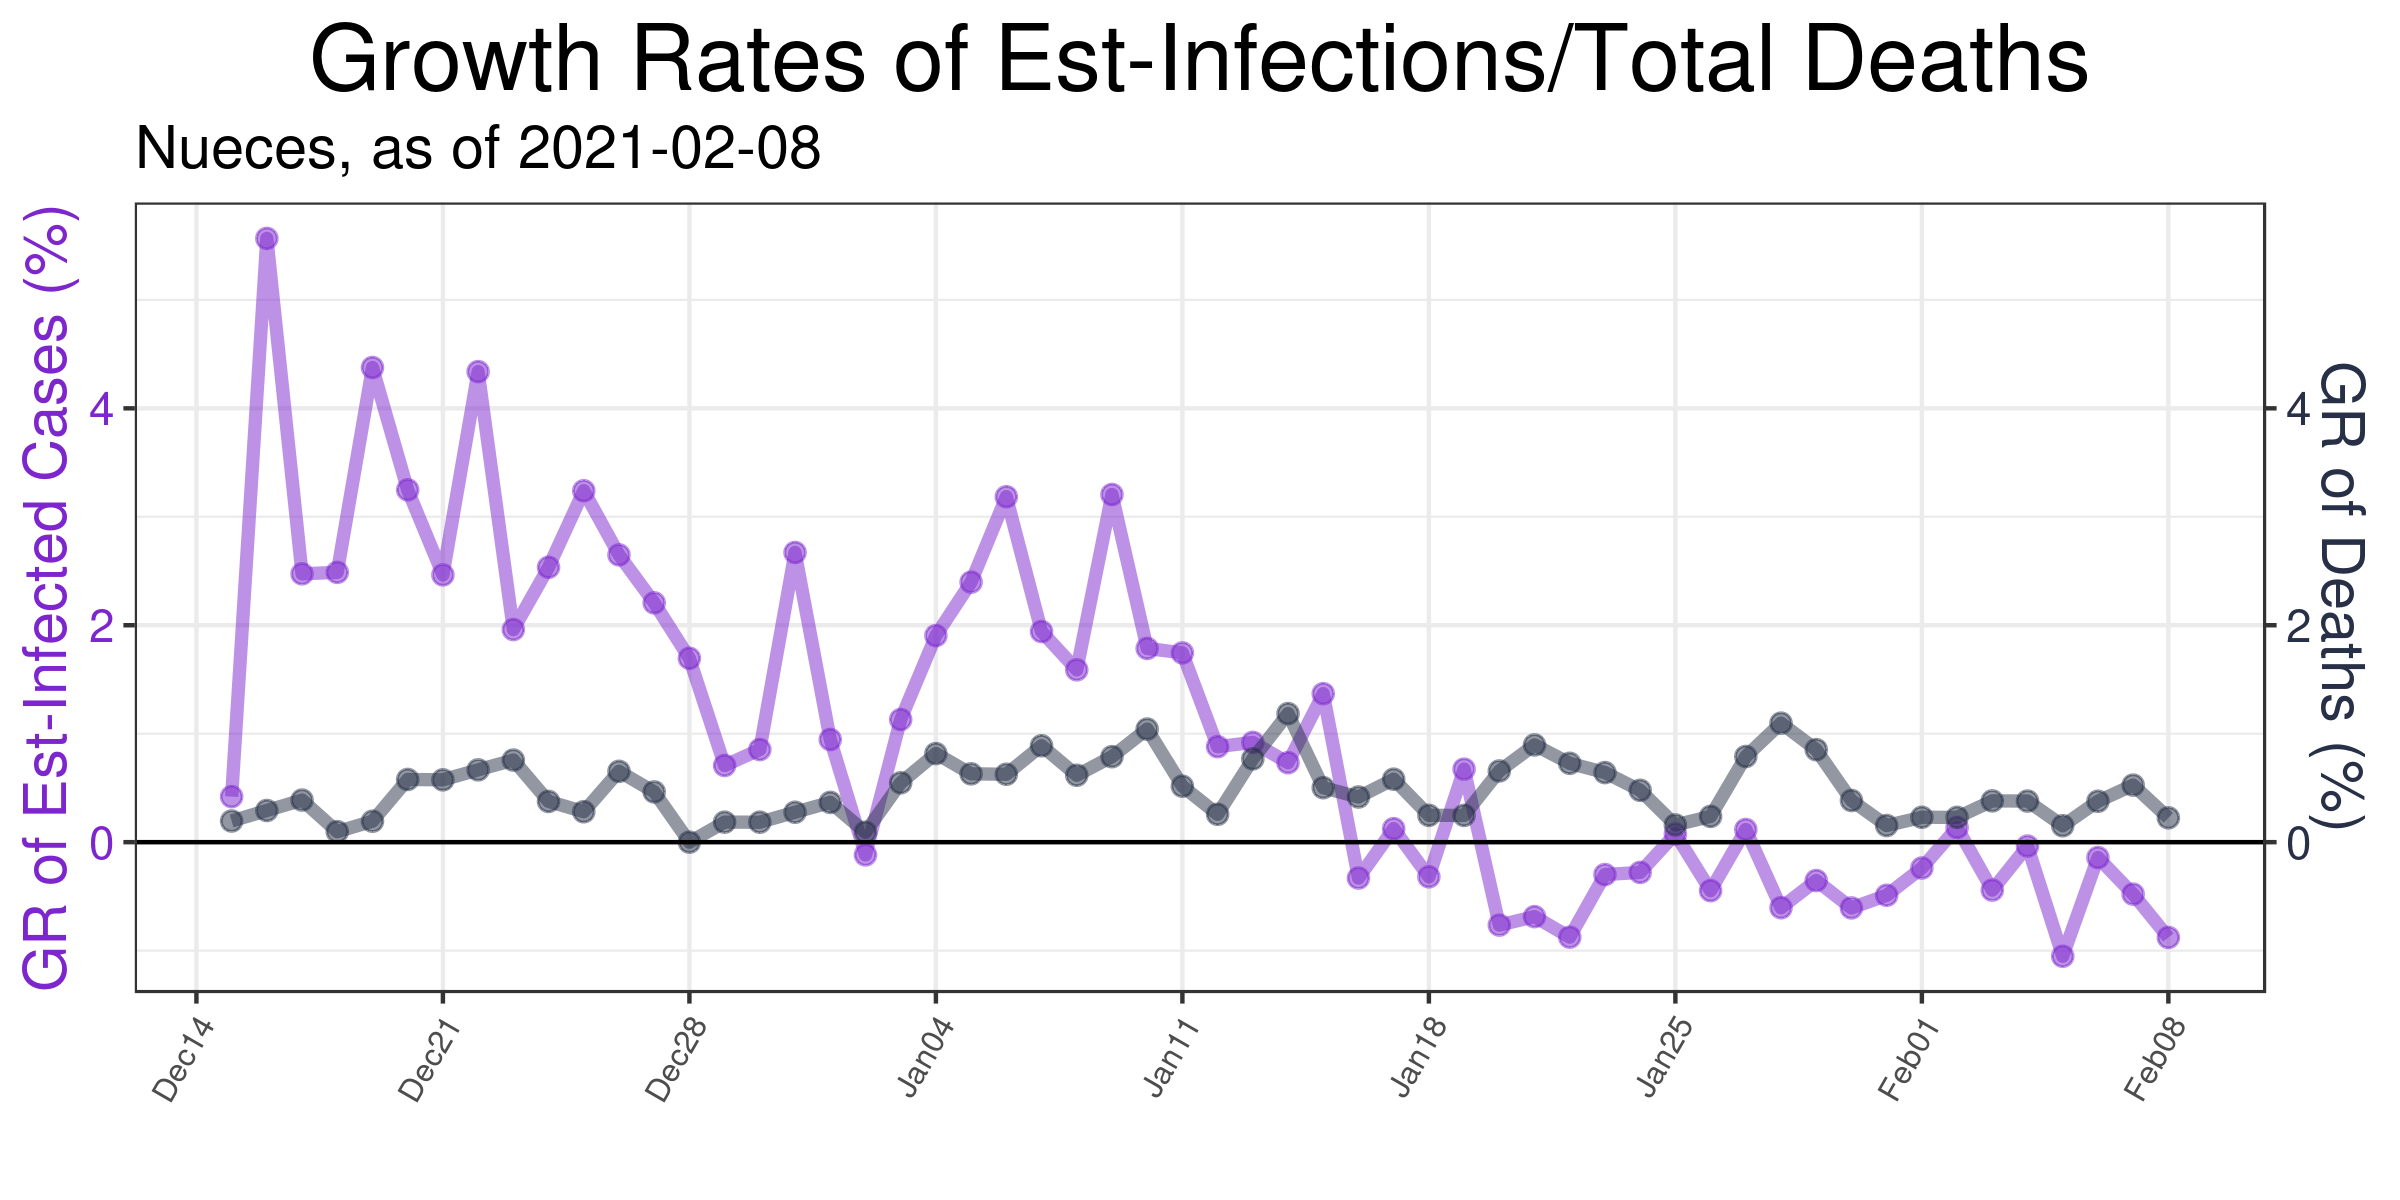 Growth Rates of Est-Infections/Total Deaths
Nueces, as of 2021-02-08
GR of Est-Infected Cases (%)
4
2
0
4
2
0
GR of Deaths (%)
Dec14
Dec21
Dec28
Jan04
Jan11
Jan18
Jan25
Feb01
Feb08